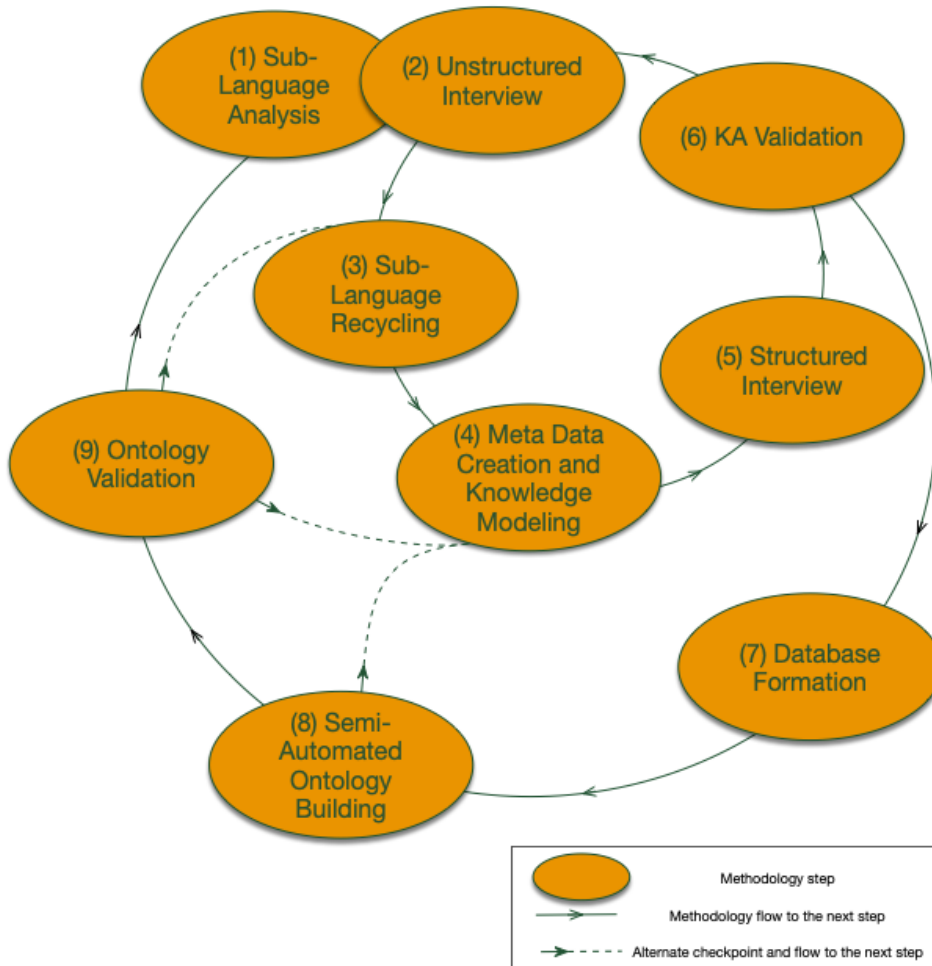 (1) Sub-
Language
Analysis
(2) Unstructured
Interview
(6) KA Validation
(3) Sub-
Language
Recycling
(5) Structured
Interview
(9) Ontology
Validation
(4) Meta Data
Creation and
Knowledge
Modeling
(7) Database
Formation
(8) Semi-
Automated
Ontology
Building
Methodology step
Methodology flow to the next step
Alternate checkpoint and flow to the next step